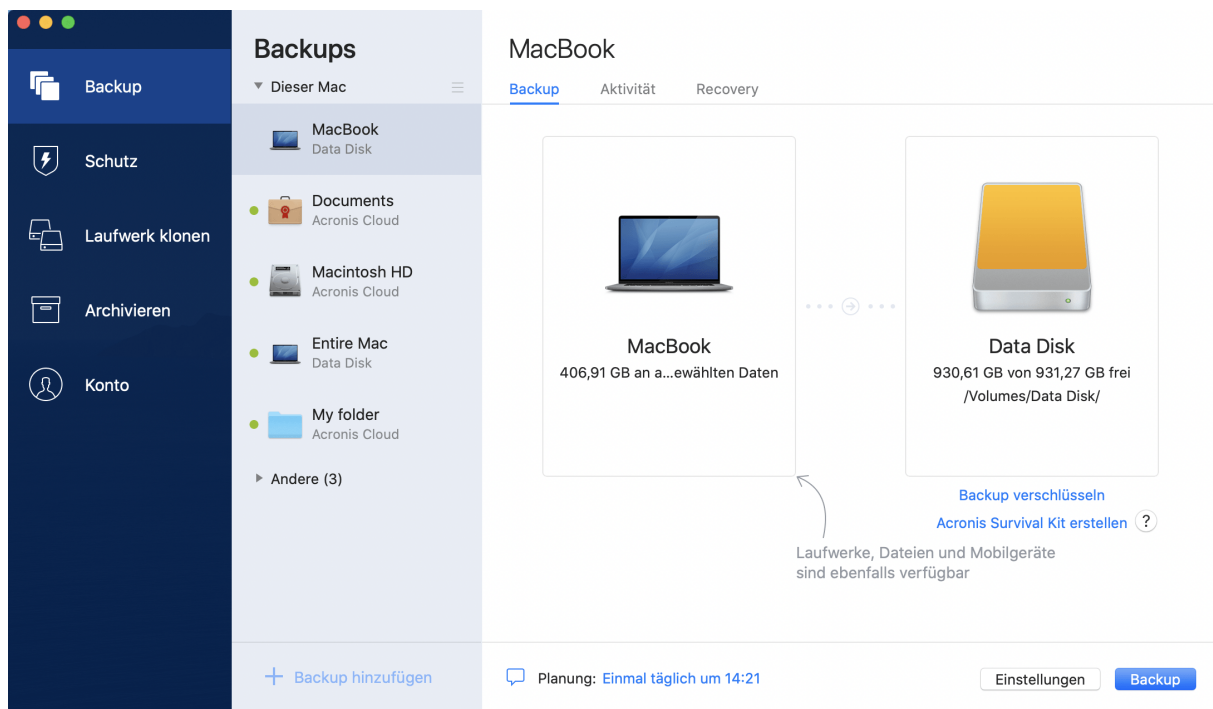 Backup
Schutz
Laufwerk klonen
Archivieren
Konto
Backups
Dieser Mac
MacBook
Data Disk
Documents
Acronis Cloud
Macintosh HD
Acronis Cloud
Entire Mac
Data Disk
My folder
Acronis Cloud
Andere (3)
Backup hinzufügen
MacBook
Backup Aktivität Recovery
MacBook
406,91 GB an a...ewählten Daten
Data Disk
930,61 GB von 931,27 GB frei
/Volumes/Data Disk/
Backup verschlüsseln
Acronis Survival Kit erstellen ?
Laufwerke, Dateien und Mobilgeräte
sind ebenfalls verfügbar
Planung: Einmal täglich um 14:21
Einstellungen
Backup